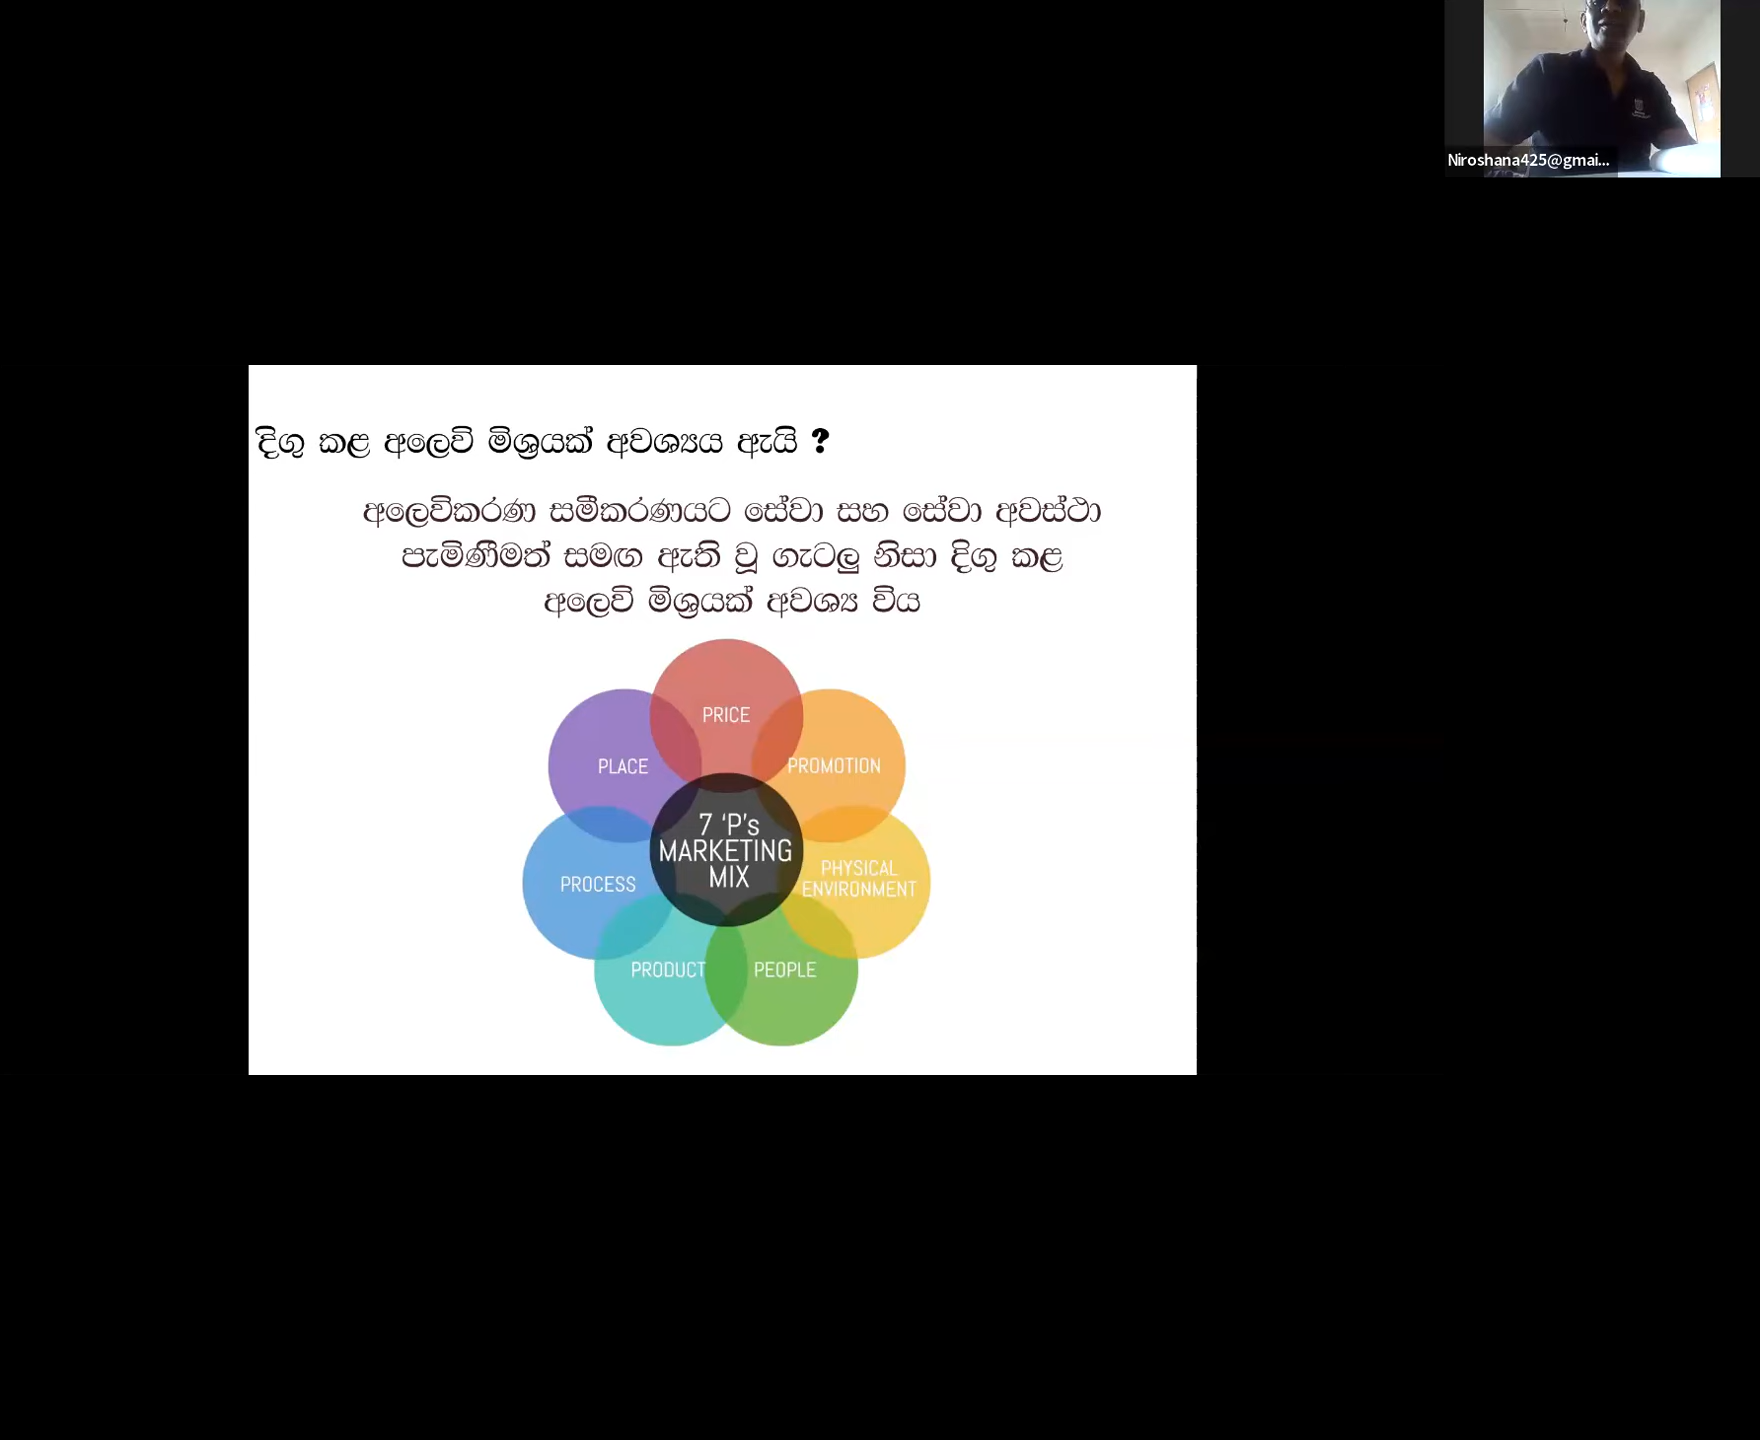 Niroshana425@gmai...
දිගු කළ අලෙවි මිශ්‍රයක් අවශ්‍යය ඇයි ?
අලෙවිකරණ සමීකරණයට සේවා සහ සේවා අවස්ථා
පැමිණීමත් සමඟ ඇති වූ ගැටලු නිසා දිගු කළ
අලෙවි මිශ්‍රයක් අවශ්‍ය විය
PRICE
PLACE
PROMOTION
7 ‘P’s
MARKETING
MIX
PROCESS
PHYSICAL
ENVIRONMENT
PRODUCT
PEOPLE